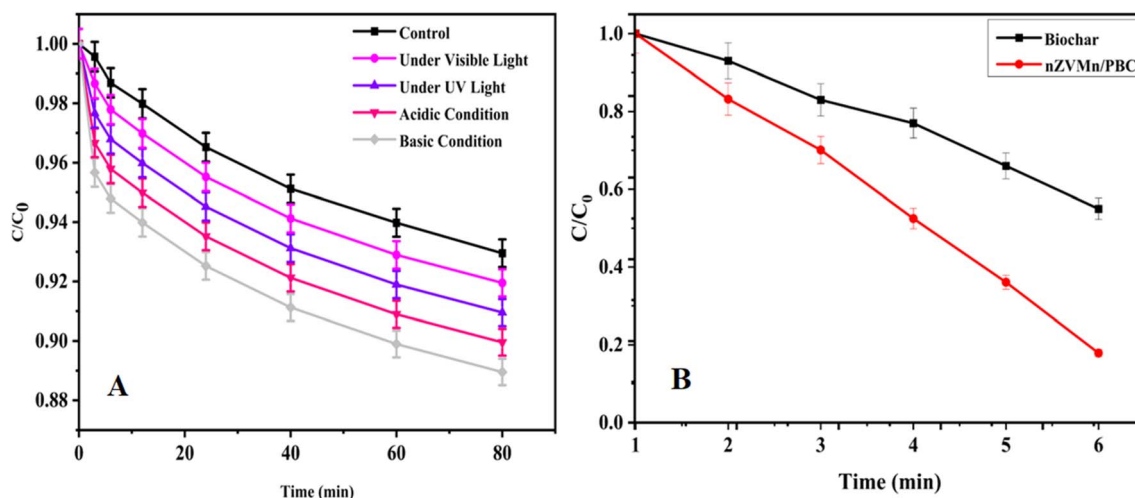 1.00
0.98
0.96
0.94
0.92
0.90
0.88
C/C0
0
20
40
60
80
Time (min)
Control
Under Visible Light
Under UV Light
Acidic Condition
Basic Condition
A
1.0
0.8
0.6
0.4
0.2
0.0
C/C0
1
2
3
4
5
6
Time (min)
Biochar
nZVMn/PBC
B